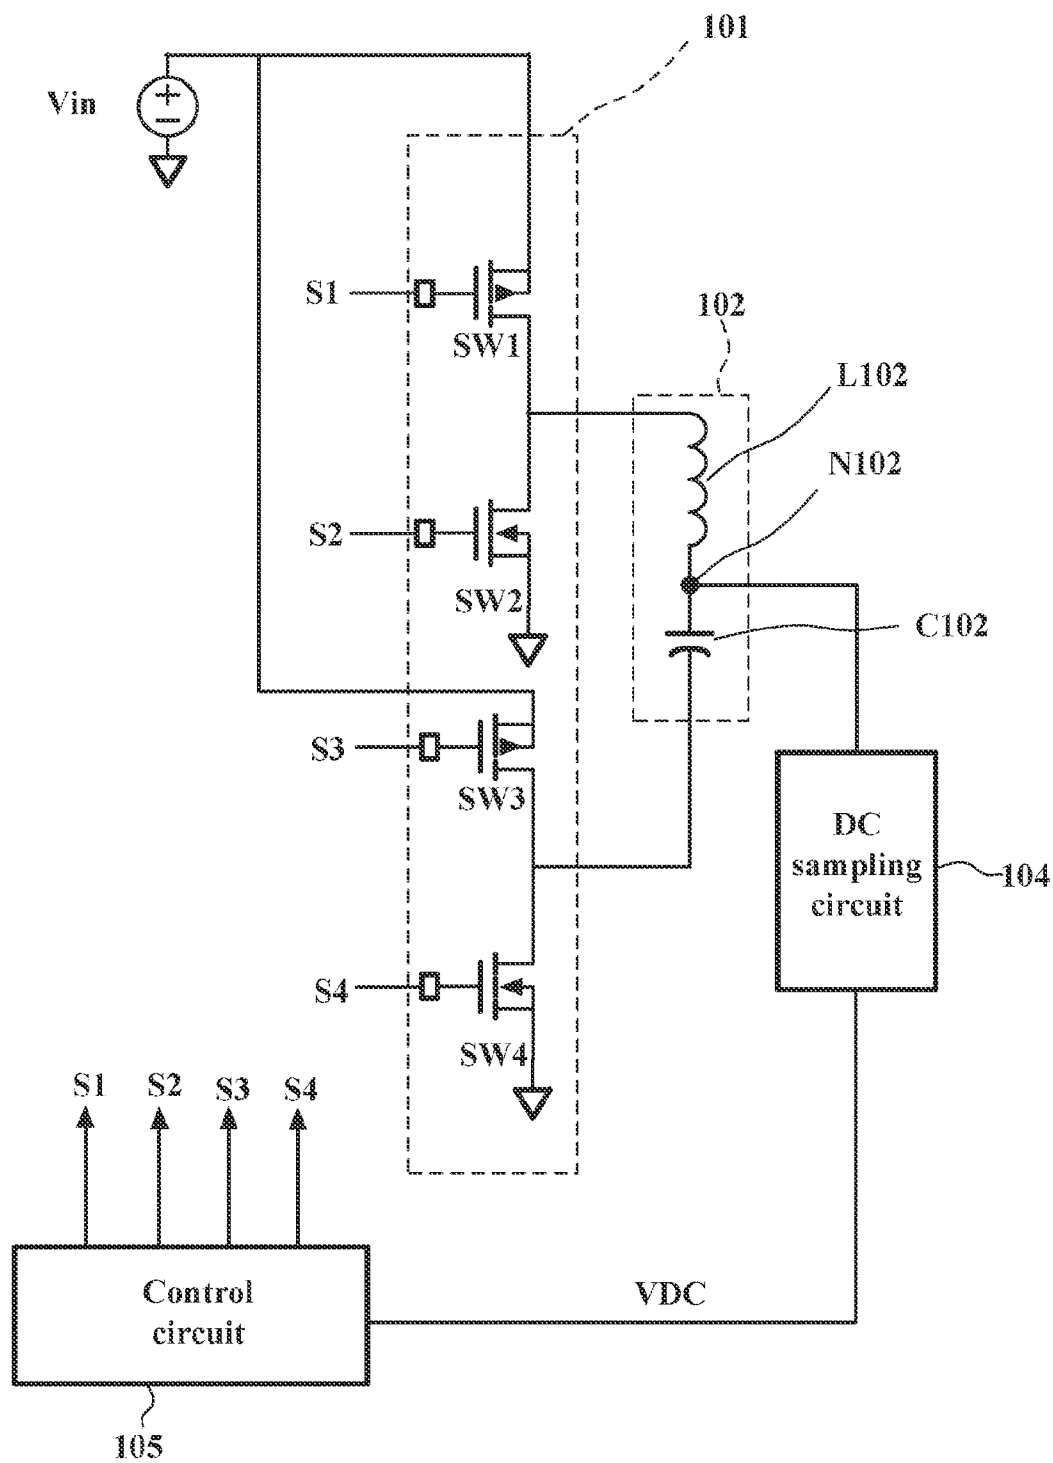 101
Vin
+
−
S1
SW1
102
L102
N102
S2
SW2
C102
S3
SW3
DC
sampling
circuit
104
S4
SW4
S1 S2 S3 S4
Control
circuit
VDC
105